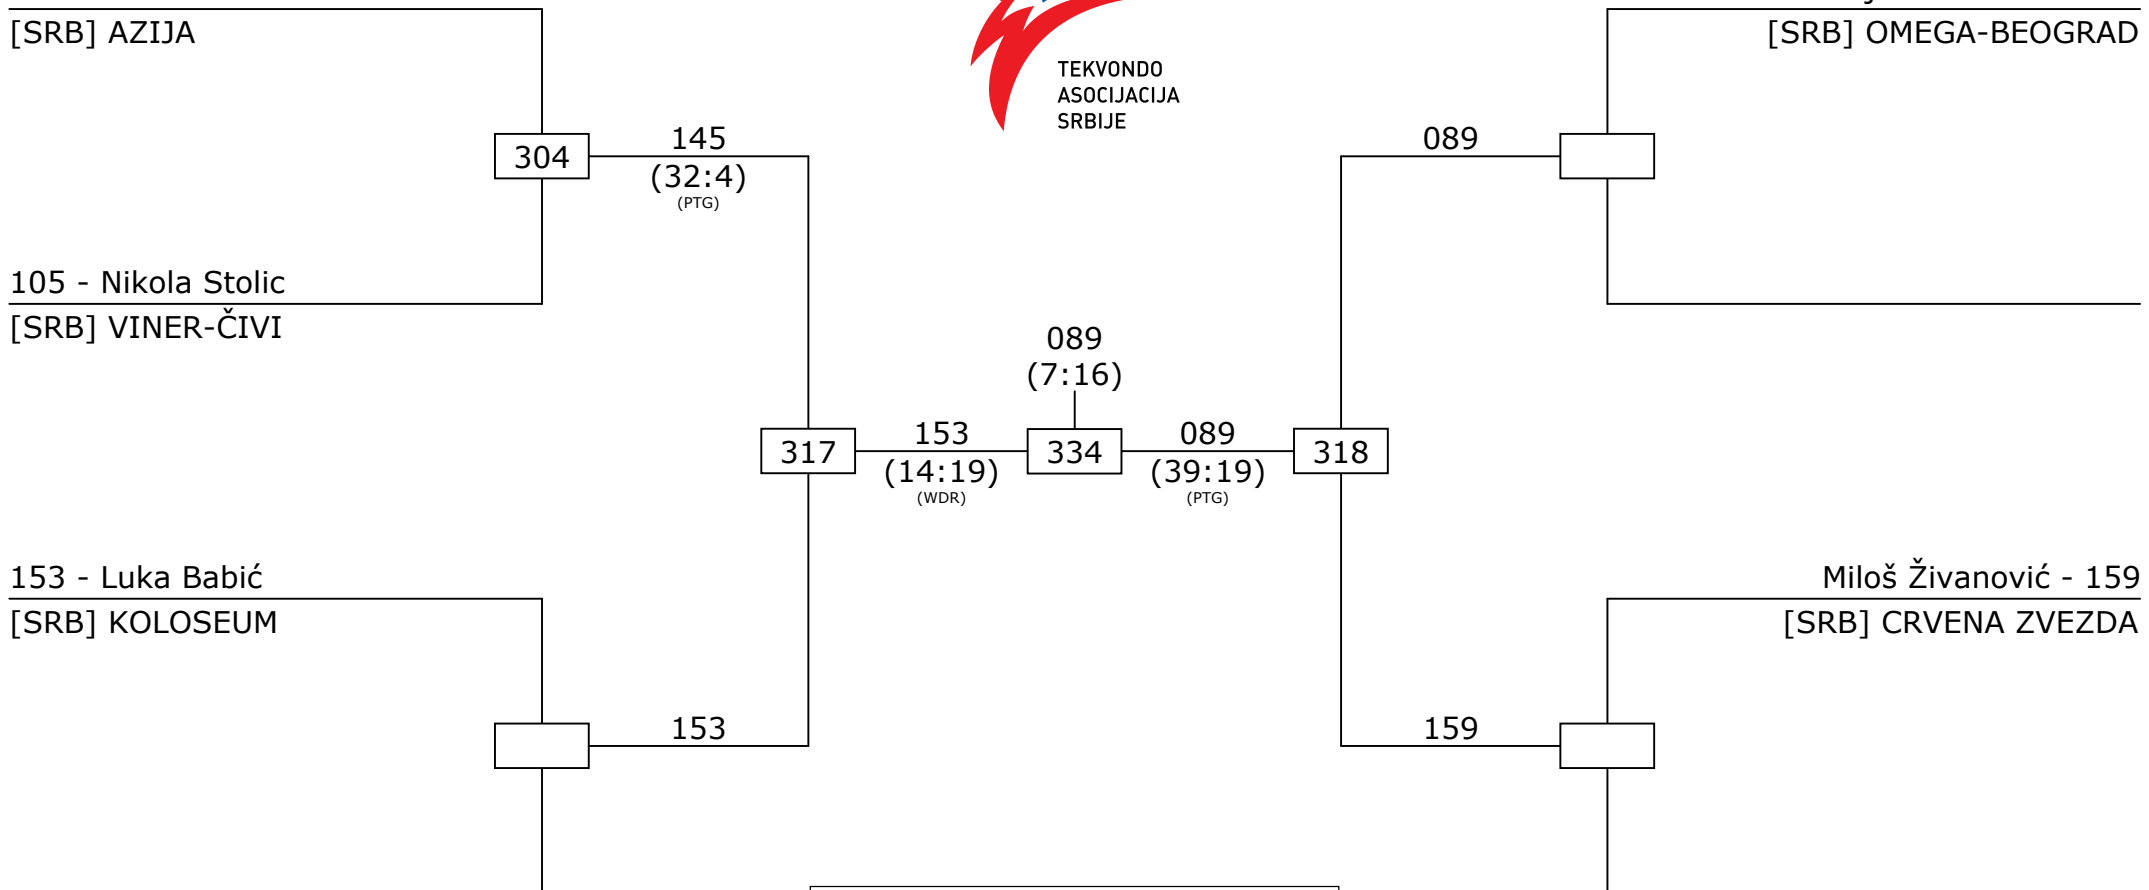 [SRB] AZIJA
[SRB] OMEGA-BEOGRAD
TEKVONDO
ASOCIJACIJA
SRBIJE
304
145
(32:4)
(PTG)
089
105 - Nikola Stolic
[SRB] VINER-ČIVI
089
(7:16)
317
153
(14:19)
(WDR)
334
089
(39:19)
(PTG)
318
153 - Luka Babić
[SRB] KOLOSEUM
Miloš Živanović - 159
[SRB] CRVENA ZVEZDA
153
159